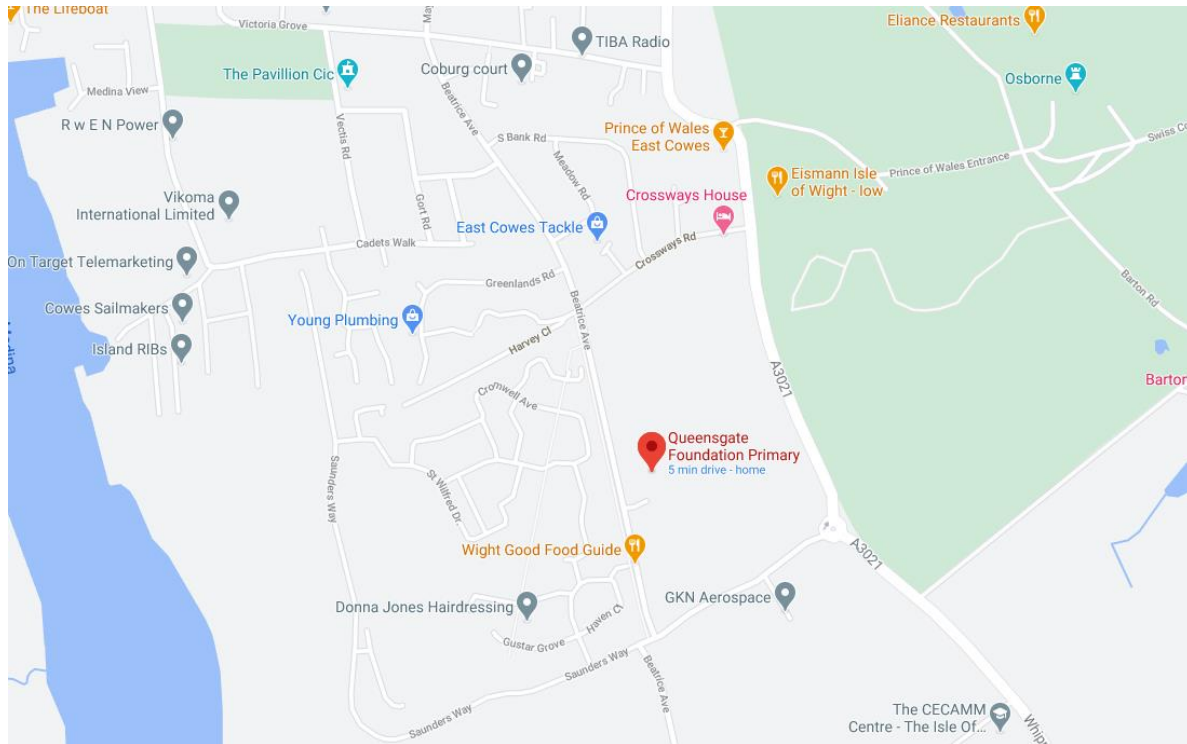 The Lifeboat
Victoria Grove
May
TIBA Radio
Eliance Restaurants
The Pavillion Cic
Coburg court
Osborne
Medina View
Beatrice Ave
R w E N Power
Vectis Rd
S Bank Rd
Prince of Wales
East Cowes
Swiss Co
Prince of Wales Entrance
Meadow Rd
Eismann Isle
of Wight - Iow
Vikoma
International Limited
Gort Rd
Crossways House
East Cowes Tackle
Cadets Walk
Crossways Rd
On Target Telemarketing
Greenlands Rd
Barton Rd
Cowes Sailmakers
Young Plumbing
Beatrice Ave
Harvey Cl
Island RIBs
Medina
A3021
Barton
Cromwell Ave
Queensgate
Foundation Primary
5 min drive - home
Saunders Way
St Wilfred Dr.
Wight Good Food Guide
A3021
GKN Aerospace
Donna Jones Hairdressing
Haven Ct
Gustar Grove
Saunders Way
Beatrice Ave
Saunders Way
The CECAMM
Centre - The Isle Of...
Whipp